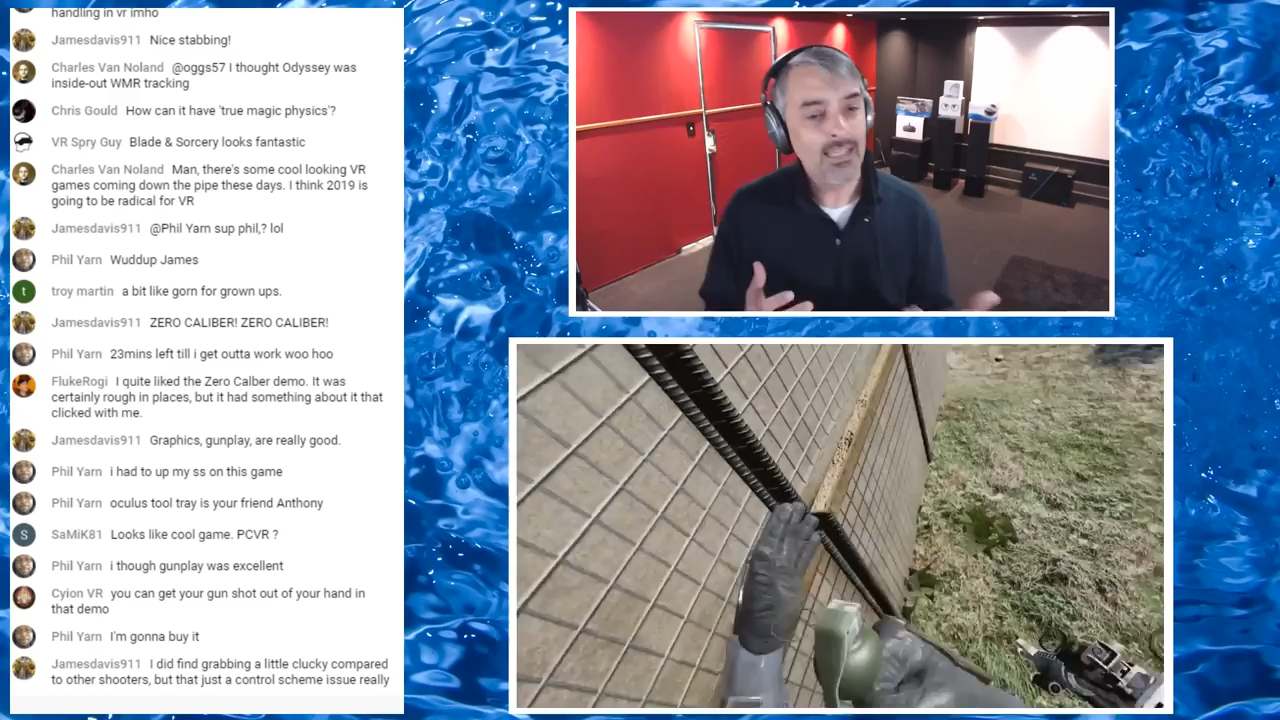 handling in vr imho
Jamesdavis911 Nice stabbing!
Charles Van Noland @oggs57 I thought Odyssey was
inside-out WMR tracking
Chris Gould How can it have 'true magic physics'?
VR Spry Guy Blade & Sorcery looks fantastic
Charles Van Noland Man, there's some cool looking VR
games coming down the pipe these days. I think 2019 is
going to be radical for VR
Jamesdavis911 @Phil Yarn sup phil,? lol
Phil Yarn Wuddup James
t troy martin a bit like gorn for grown ups.
Jamesdavis911 ZERO CALIBER! ZERO CALIBER!
Phil Yarn 23mins left till i get outta work woo hoo
FlukeRogi I quite liked the Zero Calber demo. It was
certainly rough in places, but it had something about it that
clicked with me.
Jamesdavis911 Graphics, gunplay, are really good.
Phil Yarn i had to up my ss on this game
Phil Yarn oculus tool tray is your friend Anthony
S SaMiK81 Looks like cool game. PCVR ?
Phil Yarn i though gunplay was excellent
Cyion VR you can get your gun shot out of your hand in
that demo
Phil Yarn I'm gonna buy it
Jamesdavis911 I did find grabbing a little clucky compared
to other shooters, but that just a control scheme issue really